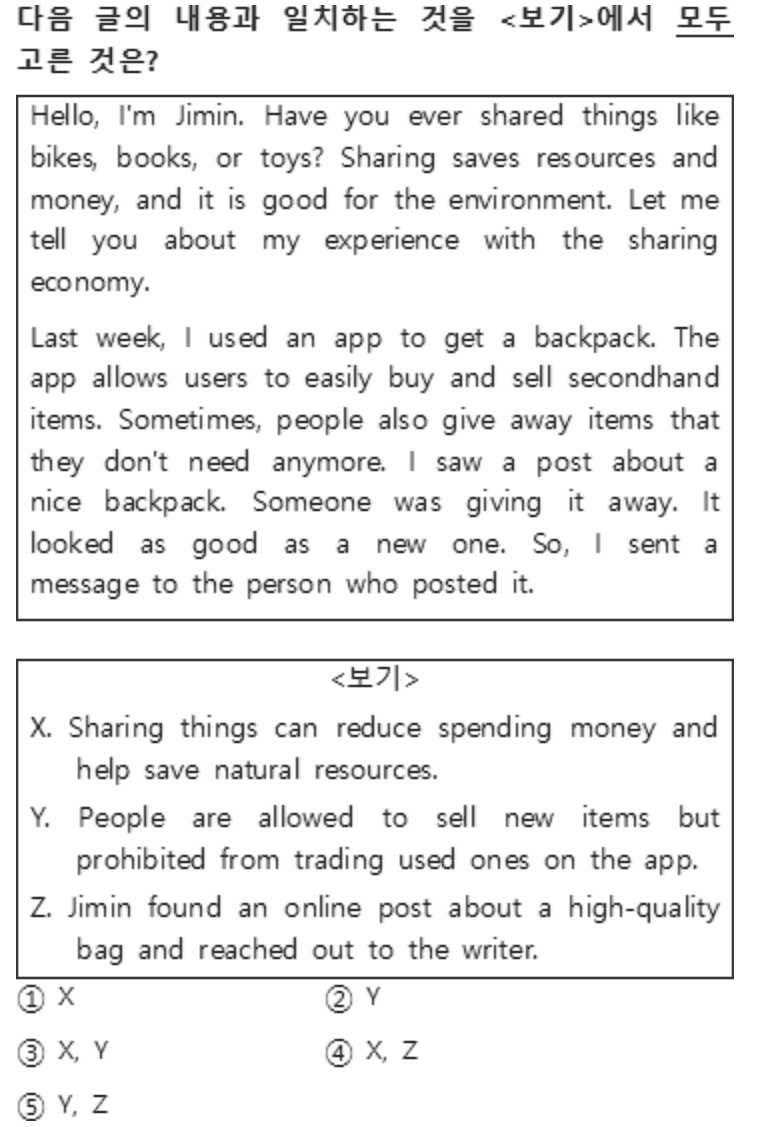 다음 글의 내용과 일치하는 것을 <보기>에서 모두
고른 것은?
Hello, I'm Jimin. Have you ever shared things like
bikes, books, or toys? Sharing saves resources and
money, and it is good for the environment. Let me
tell you about my experience with the sharing
economy.
Last week, I used an app to get a backpack. The
app allows users to easily buy and sell secondhand
items. Sometimes, people also give away items that
they don't need anymore. I saw a post about a
nice backpack. Someone was giving it away. It
looked as good as a new one. So, I sent a
message to the person who posted it.
<보기>
X. Sharing things can reduce spending money and
help save natural resources.
Y. People are allowed to sell new items but
prohibited from trading used ones on the app.
Z. Jimin found an online post about a high-quality
bag and reached out to the writer.
① X ② Y
③ X, Y ④ X, Z
⑤ Y, Z